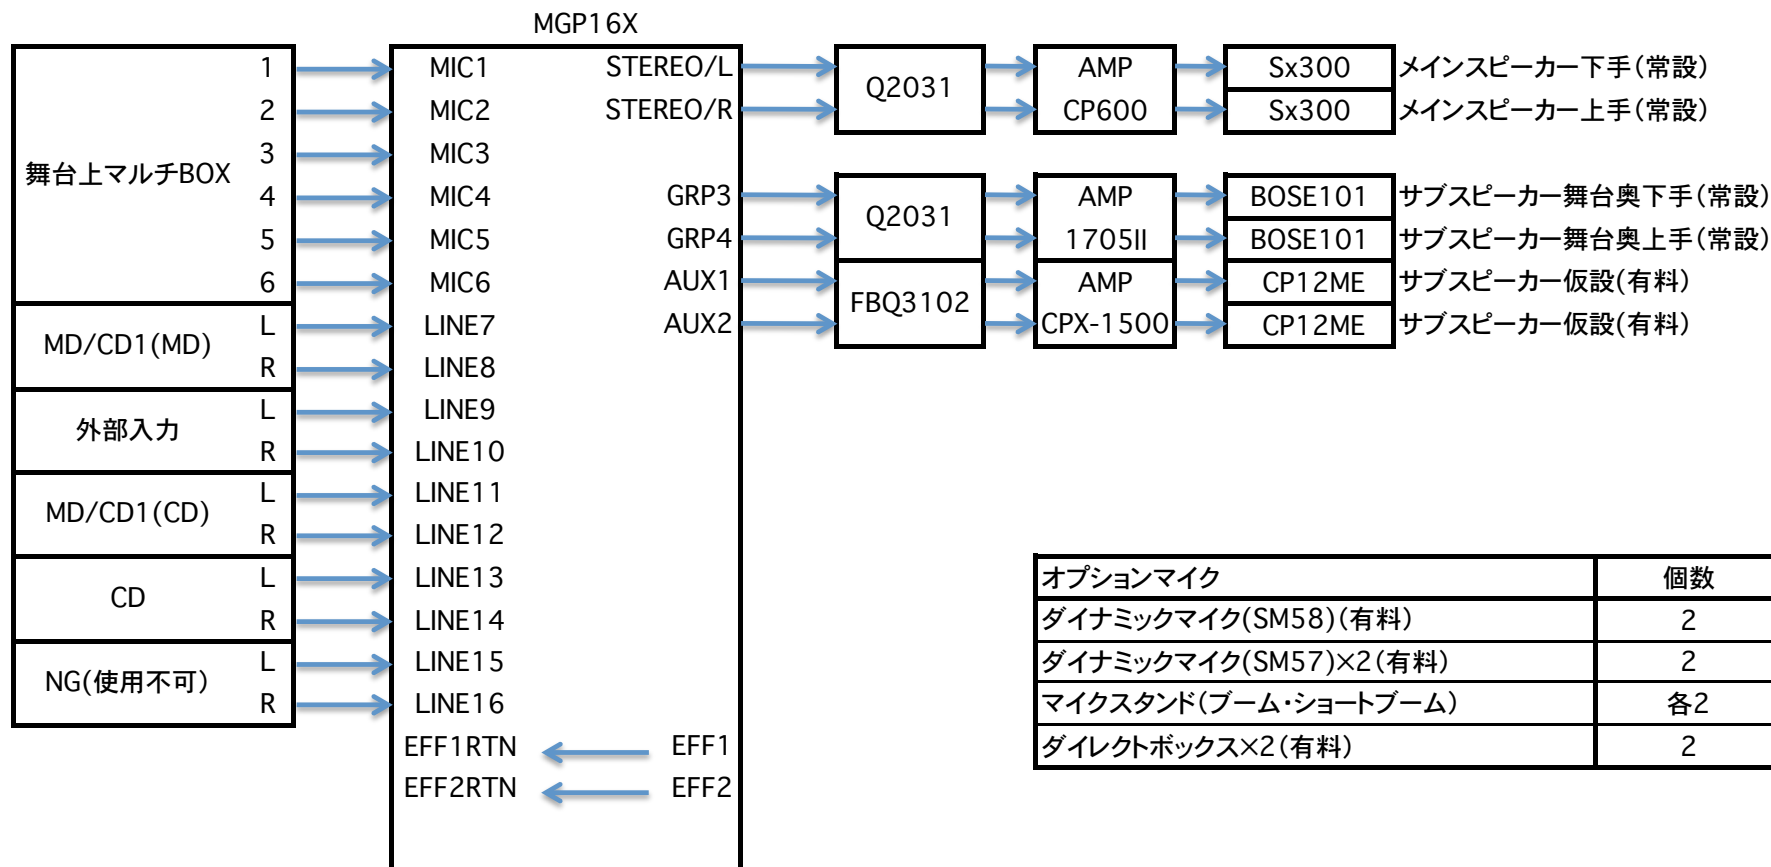 MGP16X
舞台上マルチBOX
1
2
3
4
5
6
MD/CD1(MD)
L
R
外部入力
L
R
MD/CD1(CD)
L
R
CD
L
R
NG(使用不可)
L
R
MIC1
MIC2
MIC3
MIC4
MIC5
MIC6
LINE7
LINE8
LINE9
LINE10
LINE11
LINE12
LINE13
LINE14
LINE15
LINE16
EFF1RTN
EFF2RTN
STEREO/L
STEREO/R
GRP3
GRP4
AUX1
AUX2
EFF1
EFF2
Q2031
Q2031
FBQ3102
AMP
CP600
AMP
1705II
AMP
CPX-1500
Sx300 メインスピーカー下手(常設)
Sx300 メインスピーカー上手(常設)
BOSE101 サブスピーカー舞台奥下手(常設)
BOSE101 サブスピーカー舞台奥上手(常設)
CP12ME サブスピーカー仮設(有料)
CP12ME サブスピーカー仮設(有料)
オプションマイク 個数
ダイナミックマイク(SM58)(有料) 2
ダイナミックマイク(SM57)×2(有料) 2
マイクスタンド(ブーム・ショートブーム) 各2
ダイレクトボックス×2(有料) 2